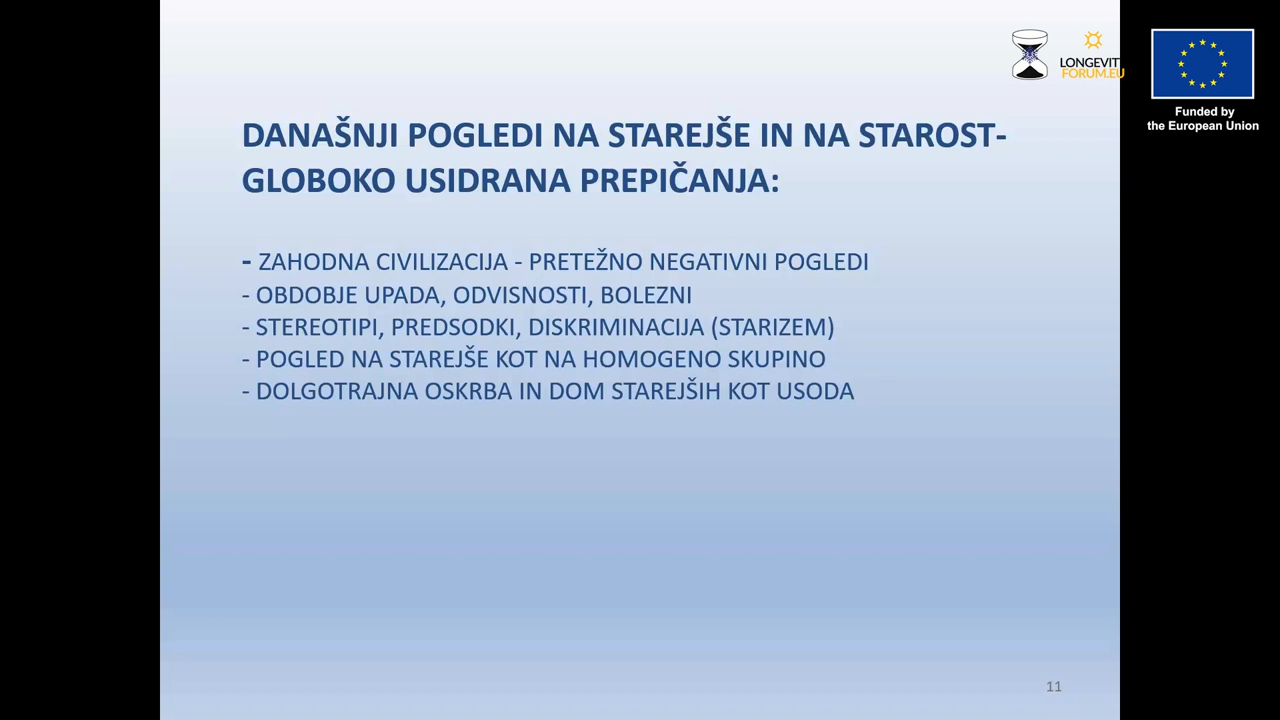 LONGEVIT
FORUM.EU
Funded by
the European Union
DANAŠNJI POGLEDI NA STAREJŠE IN NA STAROST-
GLOBOKO USIDRANA PREPIČANJA:
- ZAHODNA CIVILIZACIJA - PRETEŽNO NEGATIVNI POGLEDI
- OBDOBJE UPADA, ODVISNOSTI, BOLEZNI
- STEREOTIPI, PREDSODKI, DISKRIMINACIJA (STARIZEM)
- POGLED NA STAREJŠE KOT NA HOMOGENO SKUPINO
- DOLGOTRAJNA OSKRBA IN DOM STAREJŠIH KOT USODA
11